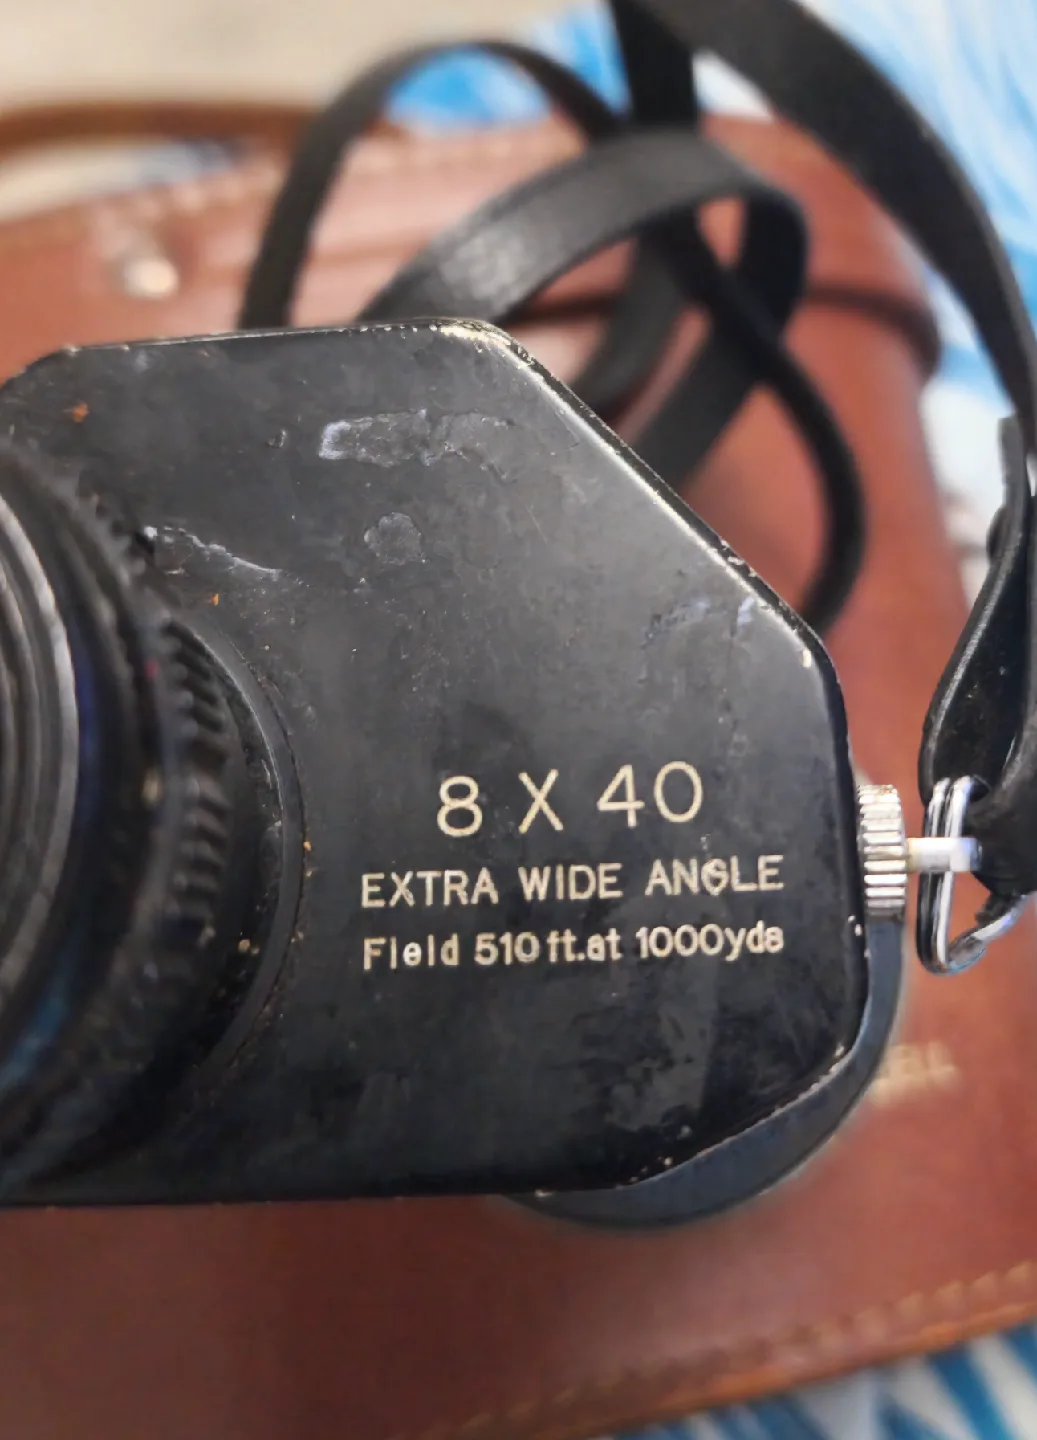 8 X 40
EXTRA WIDE ANGLE
Field 510 ft.at 1000yds